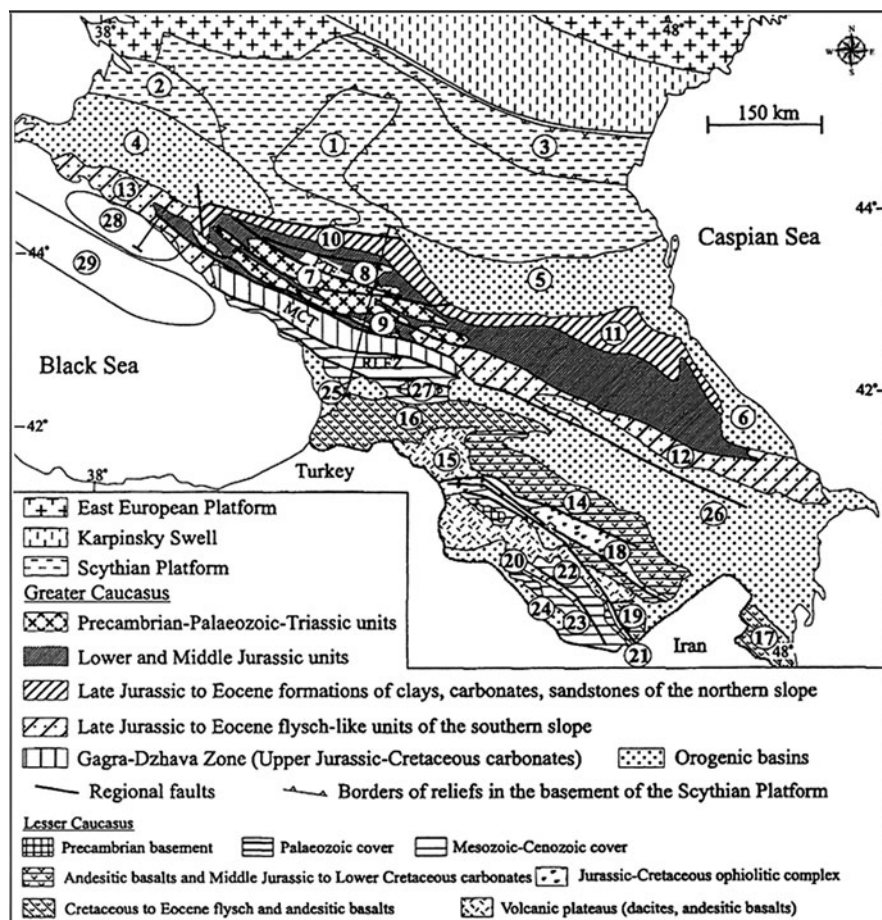 38°
48°
N
W E
S
2
150 km
1
3
4
44°
13
28
10
Caspian Sea
44°
29
7
8
5
MCT
9
11
Black Sea
RLFZ
42°
25
27
6
42°
16
12
38°
Turkey
15
14
26
East European Platform
Karpinsky Swell
18
20
22
Scythian Platform
Greater Caucasus
24
23
19
Precambrian-Palaeozoic-Triassic units
Iran
17
48°
21
Lower and Middle Jurassic units
Late Jurassic to Eocene formations of clays, carbonates, sandstones of the northern slope
Late Jurassic to Eocene flysch-like units of the southern slope
Gagra-Dzhava Zone (Upper Jurassic-Cretaceous carbonates) Orogenic basins
Regional faults Borders of reliefs in the basement of the Scythian Platform
Lesser Caucasus
Precambrian basement Palaeozoic cover Mesozoic-Cenozoic cover
Andesitic basalts and Middle Jurassic to Lower Cretaceous carbonates Jurassic-Cretaceous ophiolitic complex
Cretaceous to Eocene flysch and andesitic basalts Volcanic plateaus (dacites, andesitic basalts)